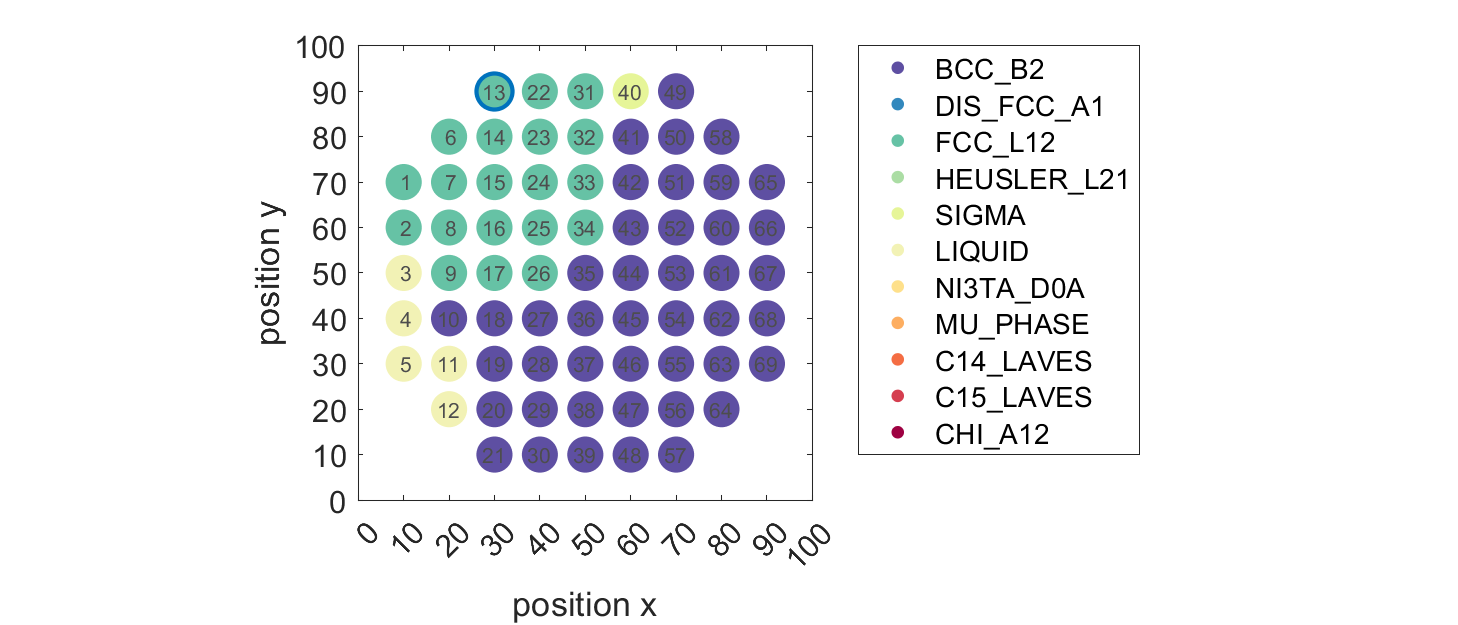 100
90
80
70
60
50
40
30
20
10
0
position y
13 22 31 40 49
6 14 23 32 41 50 58
1 7 15 24 33 42 51 59 65
2 8 16 25 34 43 52 60 66
3 9 17 26 35 44 53 61 67
4 10 18 27 36 45 54 62 68
5 11 19 28 37 46 55 63 69
12 20 29 38 47 56 64
21 30 39 48 57
0 10 20 30 40 50 60 70 80 90 100
position x
BCC_B2
DIS_FCC_A1
FCC_L12
HEUSLER_L21
SIGMA
LIQUID
NI3TA_D0A
MU_PHASE
C14_LAVES
C15_LAVES
CHI_A12